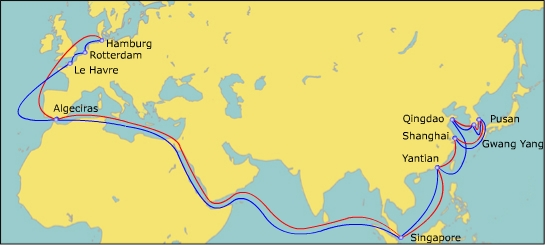 Hamburg
Rotterdam
Le Havre
Algeciras
Qingdao
Pusan
Shanghai
Gwang Yang
Yantian
Singapore